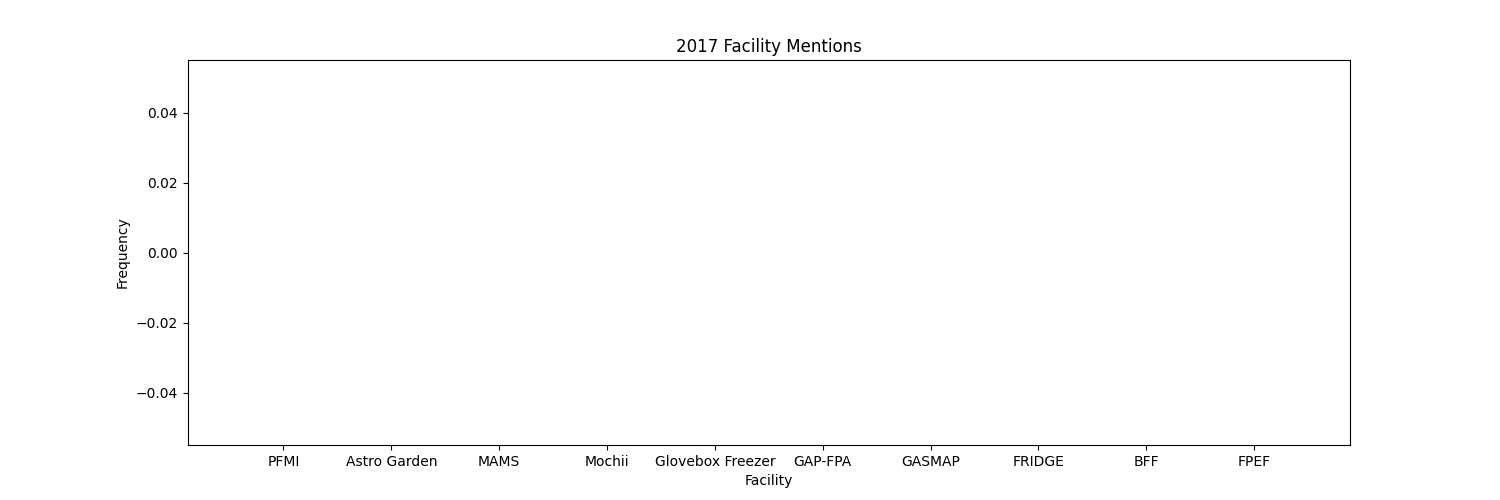 2017 Facility Mentions
0.04
0.02
0.00
−0.02
−0.04
Frequency
PFMI Astro Garden MAMS Mochii Glovebox Freezer GAP-FPA GASMAP FRIDGE BFF FPEF
Facility